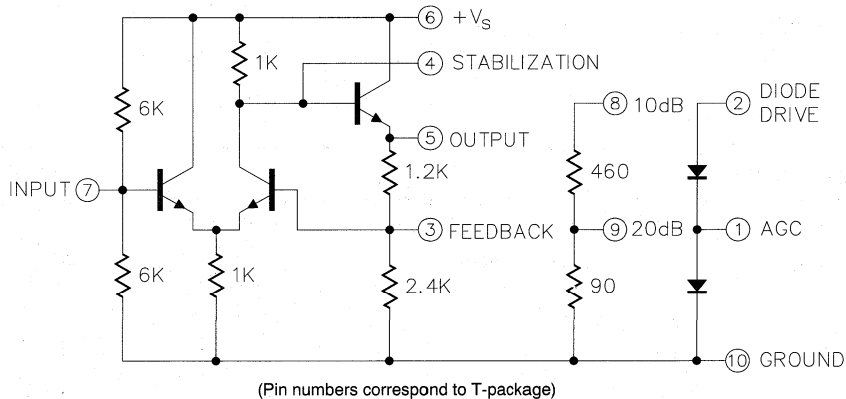 6 +VS
1K
4 STABILIZATION
6K
8 10dB
2 DIODE
DRIVE
5 OUTPUT
INPUT 7
1.2K
460
3 FEEDBACK
9 20dB
1 AGC
6K
1K
2.4K
90
10 GROUND
(Pin numbers correspond to T-package)